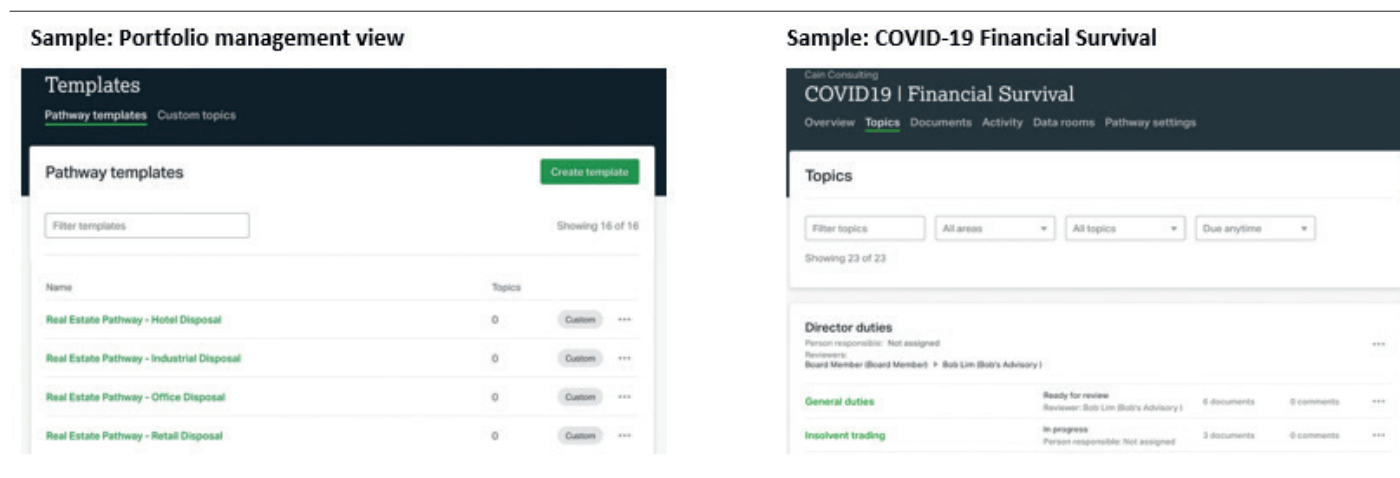 Sample: Portfolio management view
Templates
Pathway templates Custom topics
Pathway templates
Create template
Filter templates
Showing 16 of 16
Name Topics
Real Estate Pathway - Hotel Disposal 0 Custom
Real Estate Pathway - Industrial Disposal 0 Custom
Real Estate Pathway - Office Disposal 0 Custom
Real Estate Pathway - Retail Disposal 0 Custom
Sample: COVID-19 Financial Survival
Cain Consulting
COVID19 | Financial Survival
Overview Topics Documents Activity Data rooms Pathway settings
Topics
Filter topics All areas All topics Due anytime
Showing 23 of 23
Director duties
Person responsible: Not assigned
Reviewers:
Board Member (Board Member) ▸ Bob Lim (Bob's Advisory )
General duties
Ready for review
Reviewer: Bob Lim (Bob's Advisory )
6 documents 0 comments
Insolvent trading
In progress
Person responsible: Not assigned
3 documents 0 comments